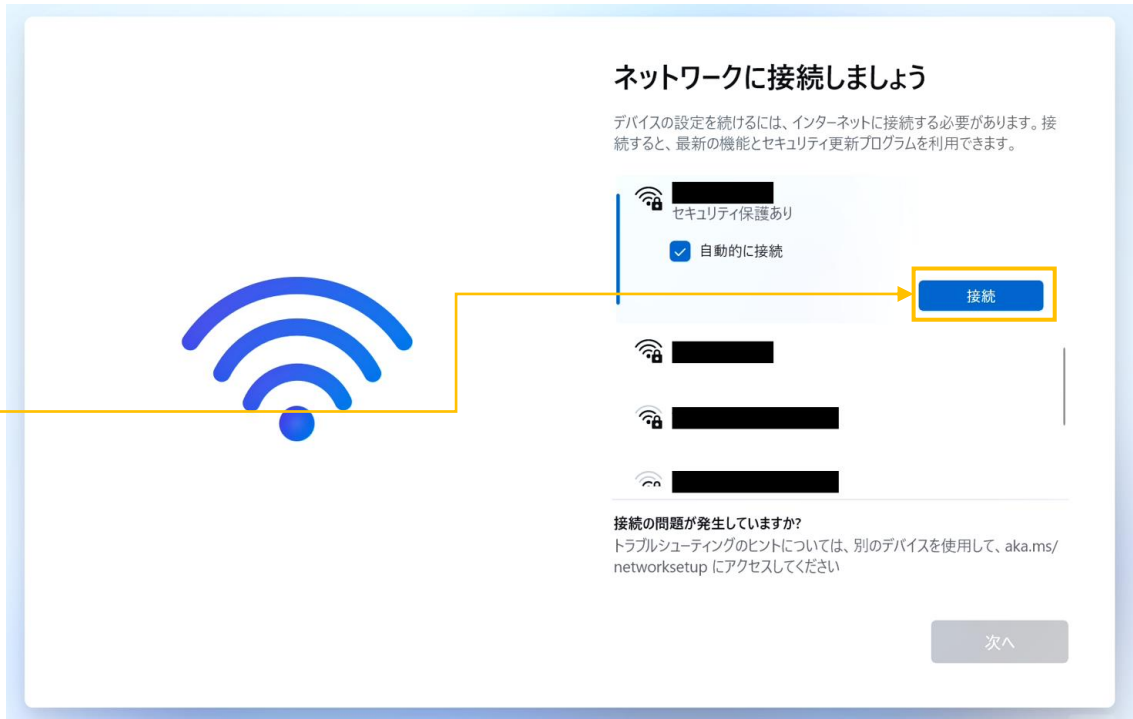 ネットワークに接続しましょう
デバイスの設定を続けるには、インターネットに接続する必要があります。接
続すると、最新の機能とセキュリティ更新プログラムを利用できます。
セキュリティ保護あり
自動的に接続
接続
接続の問題が発生していますか?
トラブルシューティングのヒントについては、別のデバイスを使用して、aka.ms/
networksetup にアクセスしてください
次へ